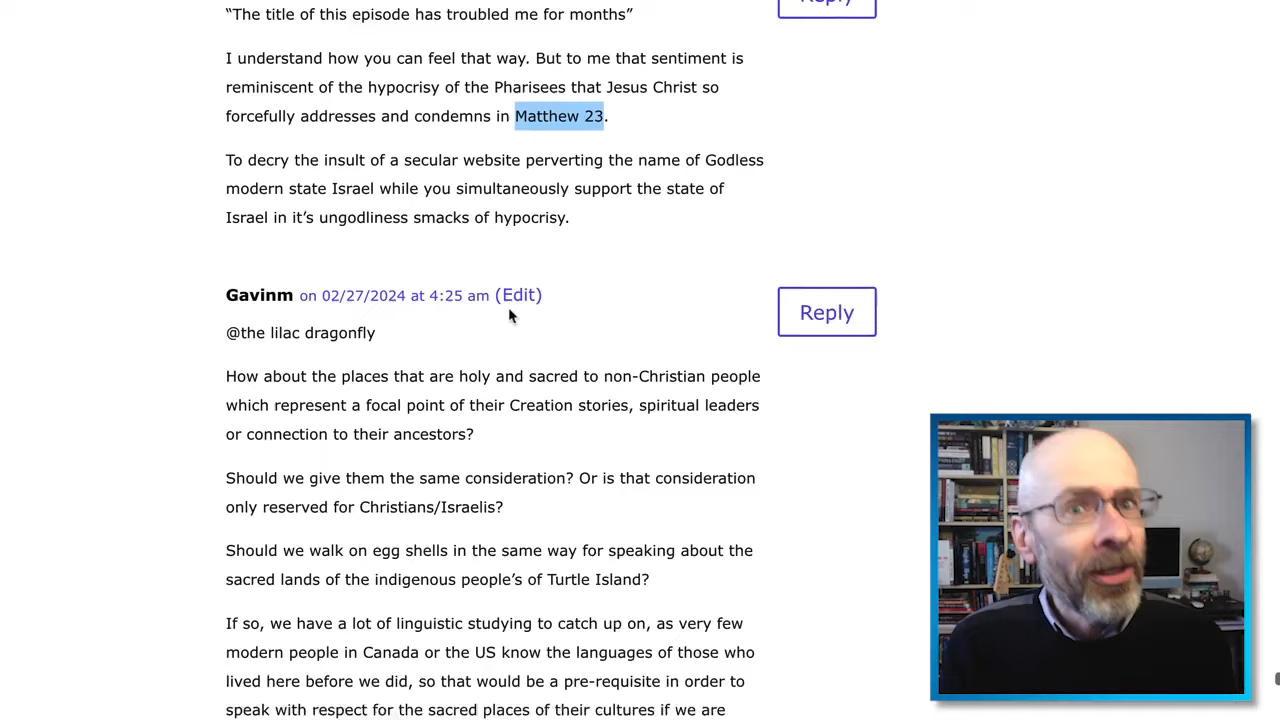 “The title of this episode has troubled me for months”
I understand how you can feel that way. But to me that sentiment is
reminiscent of the hypocrisy of the Pharisees that Jesus Christ so
forcefully addresses and condemns in Matthew 23.
To decry the insult of a secular website perverting the name of Godless
modern state Israel while you simultaneously support the state of
Israel in it’s ungodliness smacks of hypocrisy.
Gavinm on 02/27/2024 at 4:25 am (Edit)
Reply
@the lilac dragonfly
How about the places that are holy and sacred to non-Christian people
which represent a focal point of their Creation stories, spiritual leaders
or connection to their ancestors?
Should we give them the same consideration? Or is that consideration
only reserved for Christians/Israelis?
Should we walk on egg shells in the same way for speaking about the
sacred lands of the indigenous people’s of Turtle Island?
If so, we have a lot of linguistic studying to catch up on, as very few
modern people in Canada or the US know the languages of those who
lived here before we did, so that would be a pre-requisite in order to
speak with respect for the sacred places of their cultures if we are